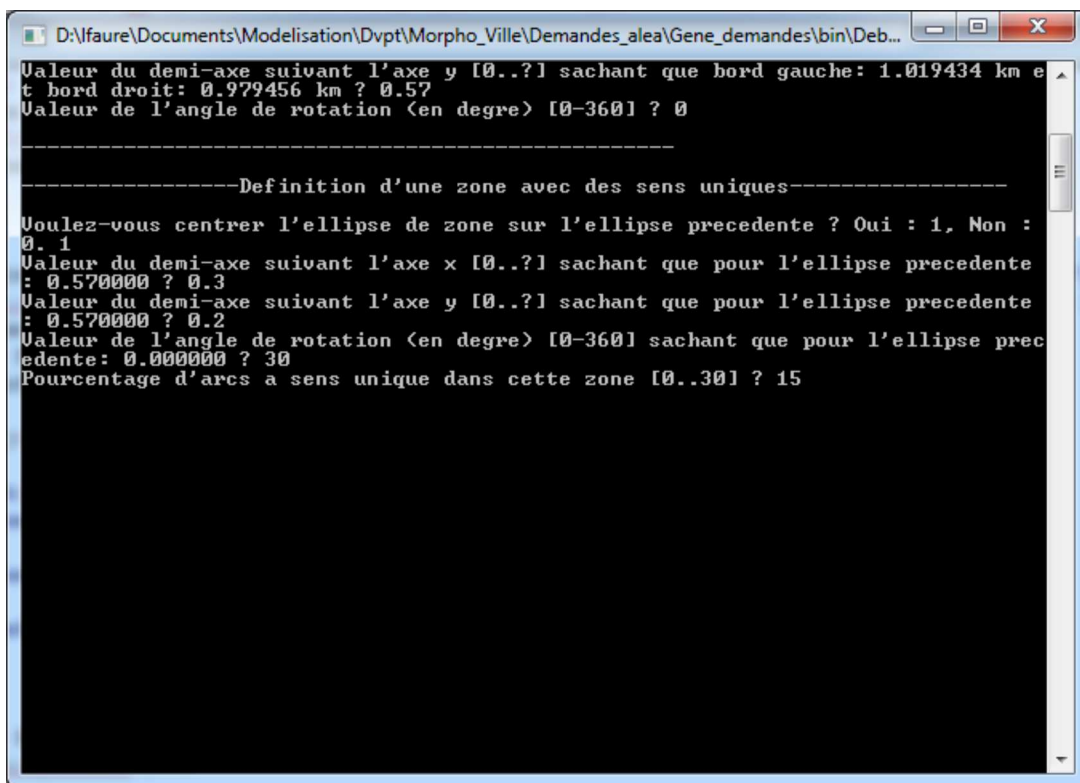 D:\lfaure\Documents\Modelisation\Dvpt\Morpho_Ville\Demandes_alea\Gene_demandes\bin\Deb...
Valeur du demi-axe suivant l'axe y [0..?] sachant que bord gauche: 1.019434 km e
t bord droit: 0.979456 km ? 0.57
Valeur de l'angle de rotation (en degre) [0-360] ? 0
---------------------------------------------------
-----------------Definition d'une zone avec des sens uniques-----------------
Voulez-vous centrer l'ellipse de zone sur l'ellipse precedente ? Oui : 1, Non :
0. 1
Valeur du demi-axe suivant l'axe x [0..?] sachant que pour l'ellipse precedente
: 0.570000 ? 0.3
Valeur du demi-axe suivant l'axe y [0..?] sachant que pour l'ellipse precedente
: 0.570000 ? 0.2
Valeur de l'angle de rotation (en degre) [0-360] sachant que pour l'ellipse prec
edente: 0.000000 ? 30
Pourcentage d'arcs a sens unique dans cette zone [0..30] ? 15